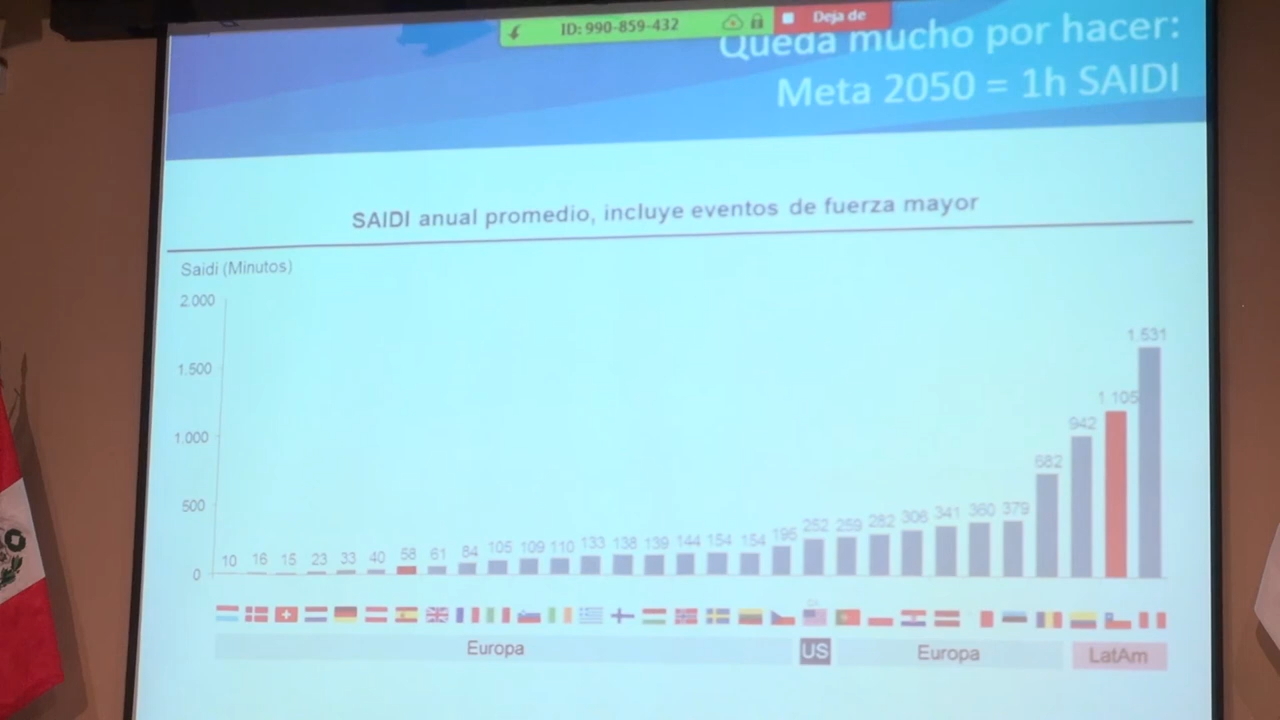 ID: 990-859-432
Deja de
Queda mucho por hacer:
Meta 2050 = 1h SAIDI
SAIDI anual promedio, incluye eventos de fuerza mayor
Saidi (Minutos)
2.000
1.500
1.000
500
0
10 16 15 23 33 40 58 61 84 105 109 110 133 138 139 144 154 154 195 252 259 282 306 341 360 379 682 942 1.105 1.531
Europa US Europa LatAm